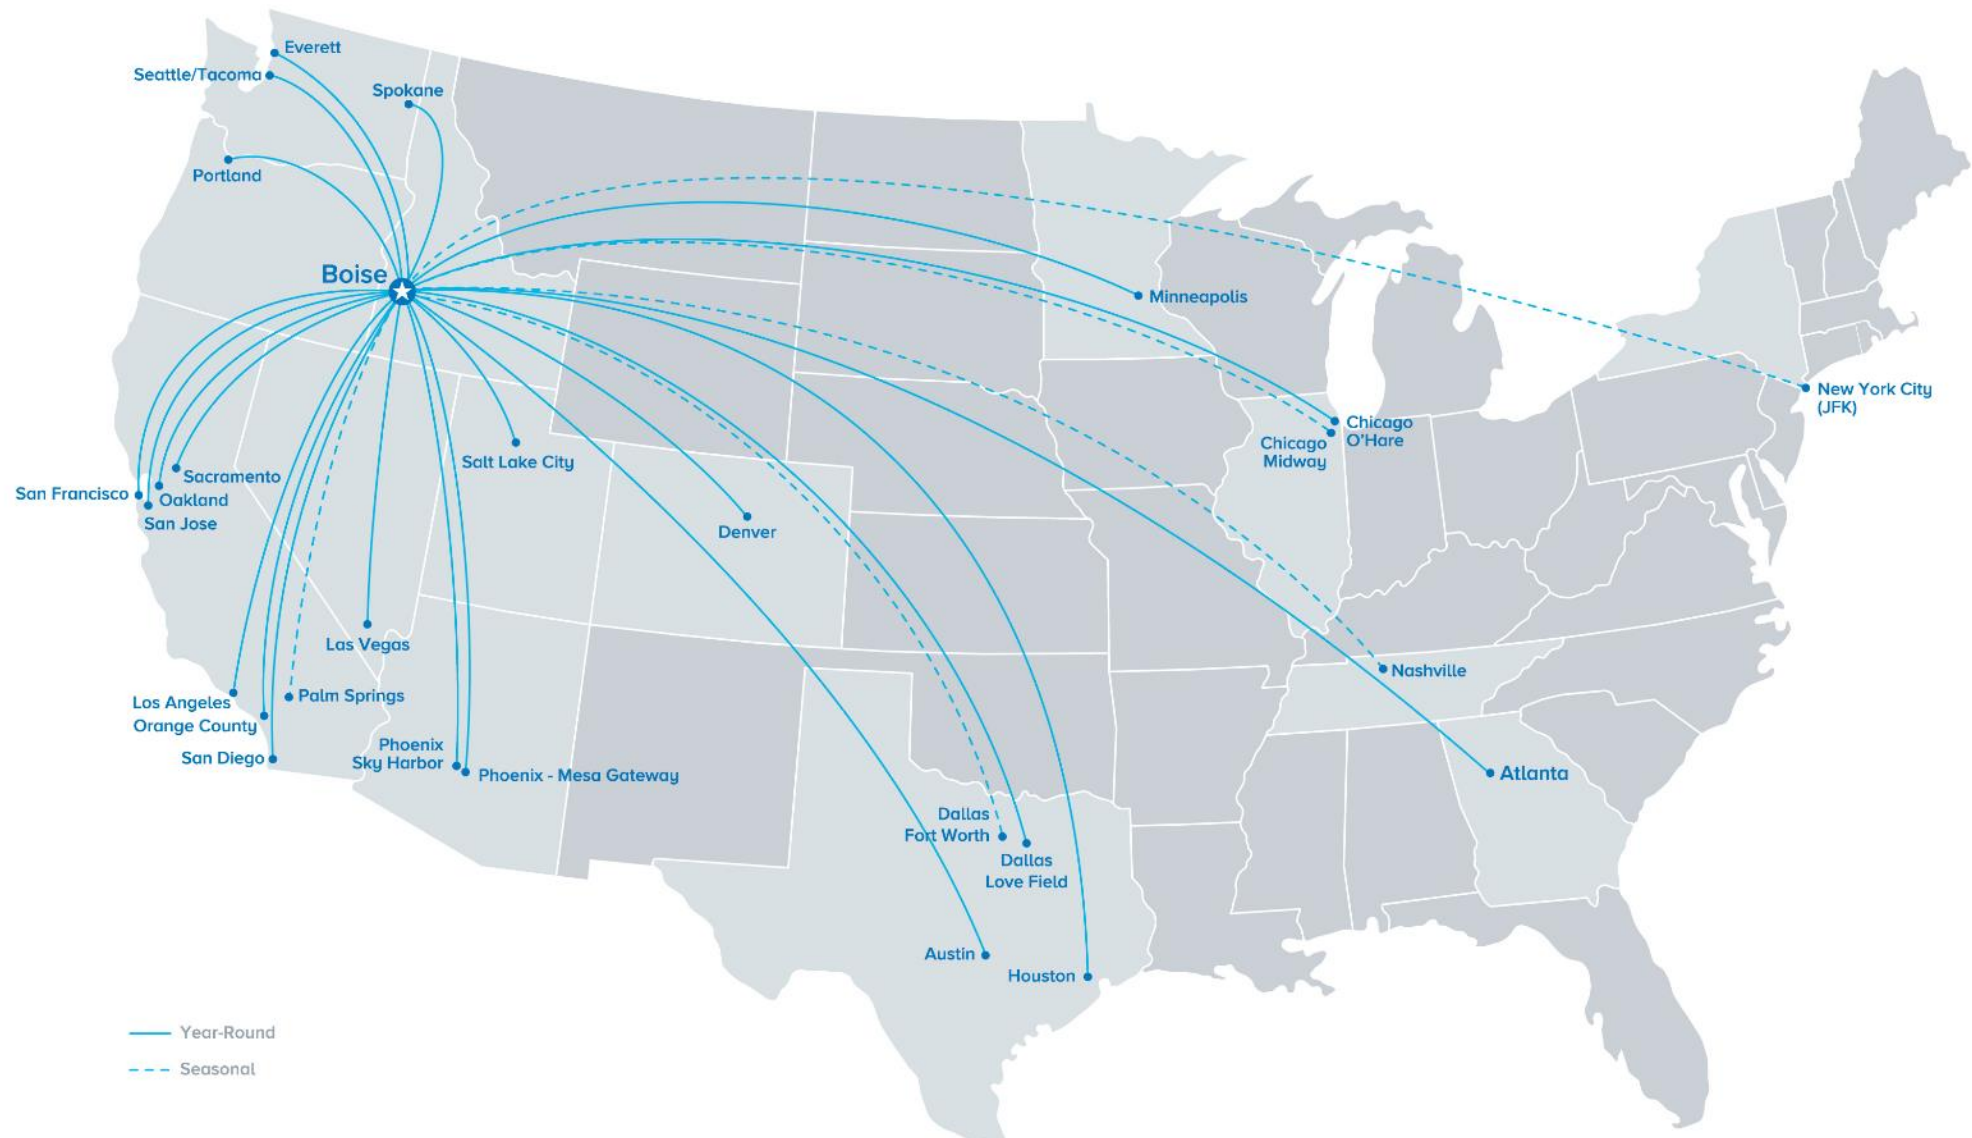 Everett
Seattle/Tacoma
Spokane
Portland
Boise
Minneapolis
New York City
(JFK)
Chicago
O'Hare
Chicago
Midway
Salt Lake City
Sacramento
San Francisco
Oakland
San Jose
Denver
Las Vegas
Nashville
Los Angeles
Palm Springs
Orange County
San Diego
Phoenix
Sky Harbor
Phoenix - Mesa Gateway
Atlanta
Dallas
Fort Worth
Dallas
Love Field
Austin
Houston
Year-Round
Seasonal